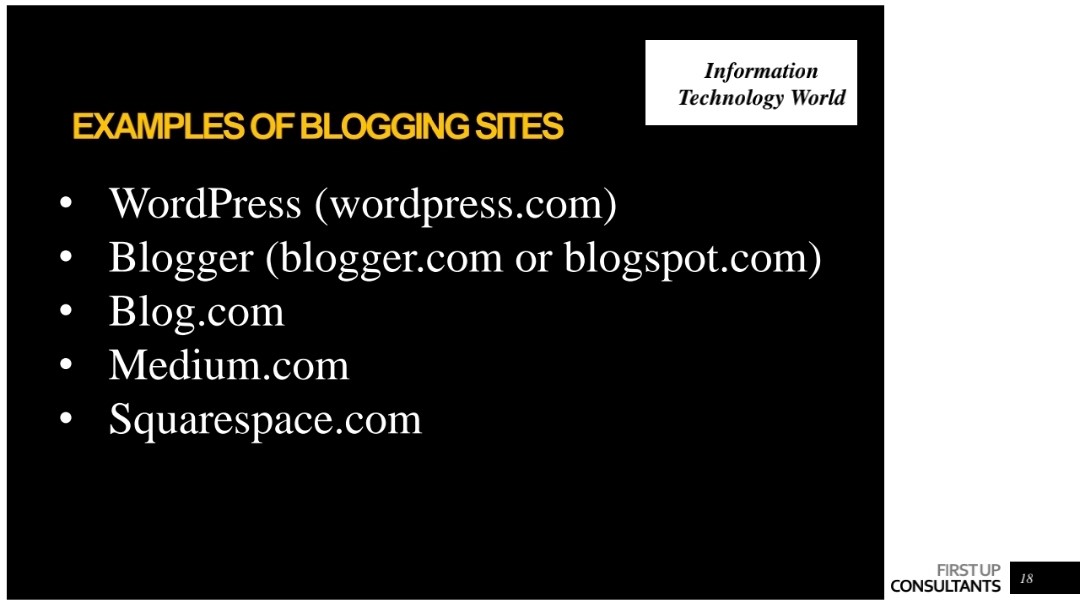 Information
Technology World
EXAMPLES OF BLOGGING SITES
• WordPress (wordpress.com)
• Blogger (blogger.com or blogspot.com)
• Blog.com
• Medium.com
• Squarespace.com
FIRST UP
CONSULTANTS
18